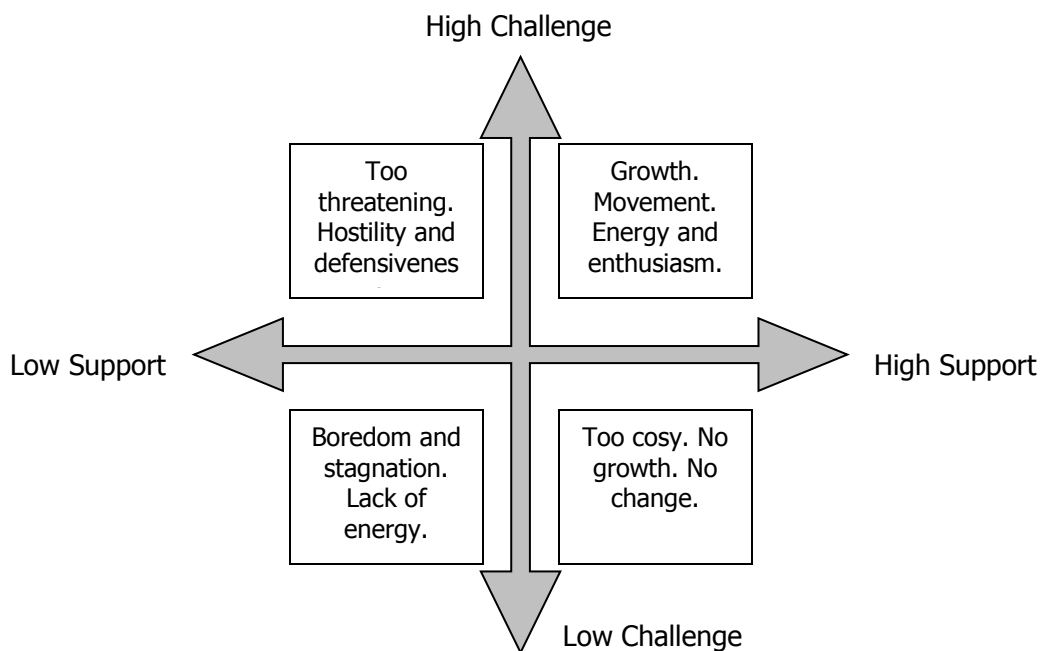 High Challenge
Too
threatening.
Hostility and
defensivenes
Growth.
Movement.
Energy and
enthusiasm.
Low Support
High Support
Boredom and
stagnation.
Lack of
energy.
Too cosy. No
growth. No
change.
Low Challenge